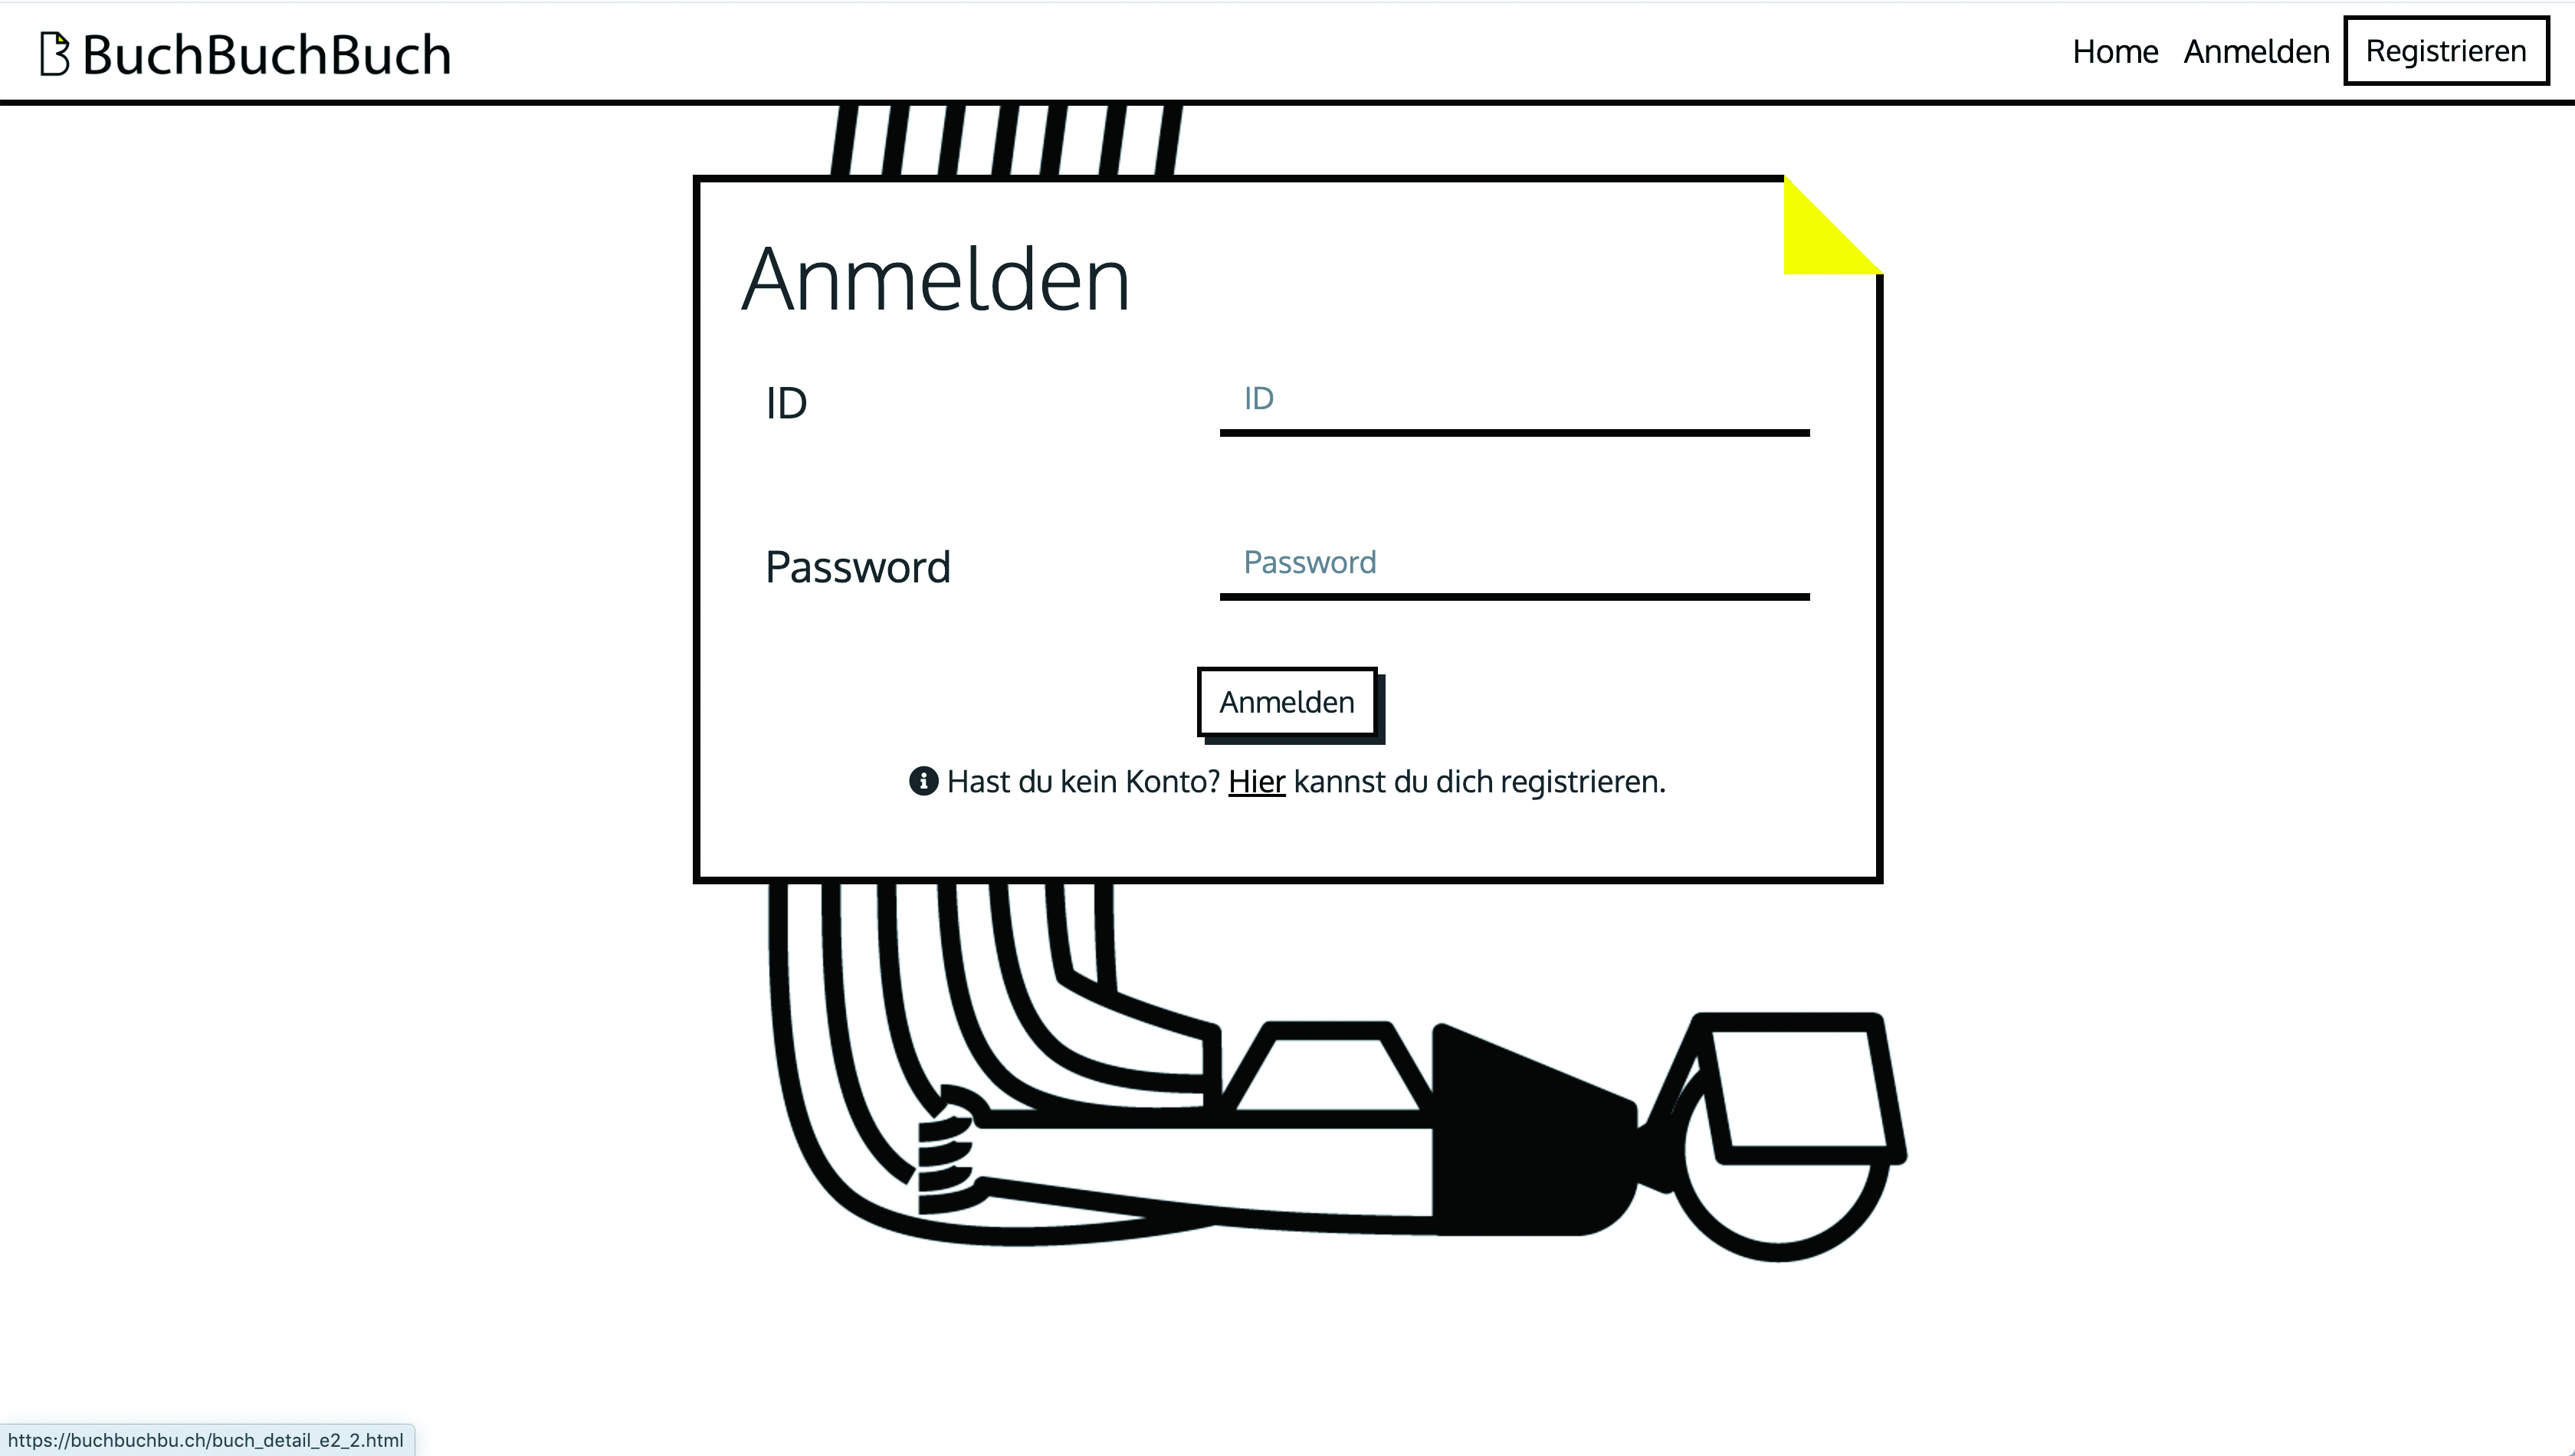 BuchBuchBuch
Home Anmelden Registrieren
Anmelden
ID ID
Password Password
Anmelden
Hast du kein Konto? Hier kannst du dich registrieren.
https://buchbuchbu.ch/buch_detail_e2_2.html